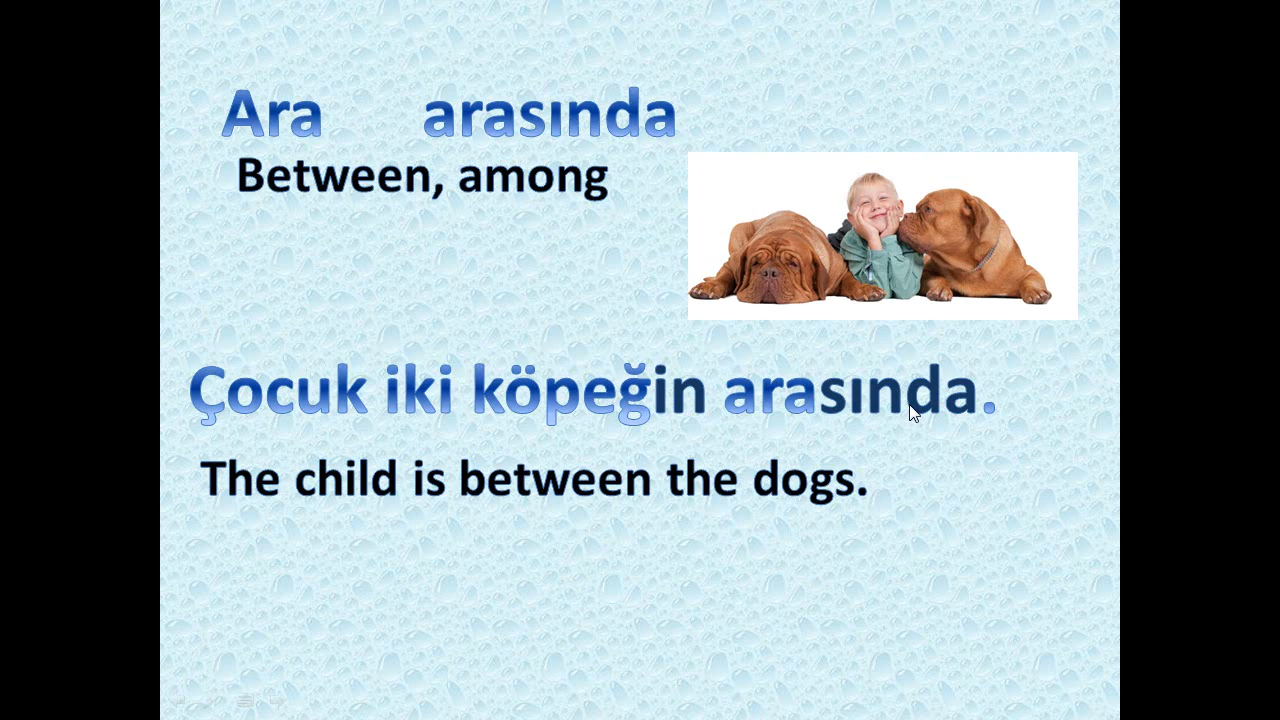 Ara arasında
Between, among
Çocuk iki köpeğin arasında.
The child is between the dogs.